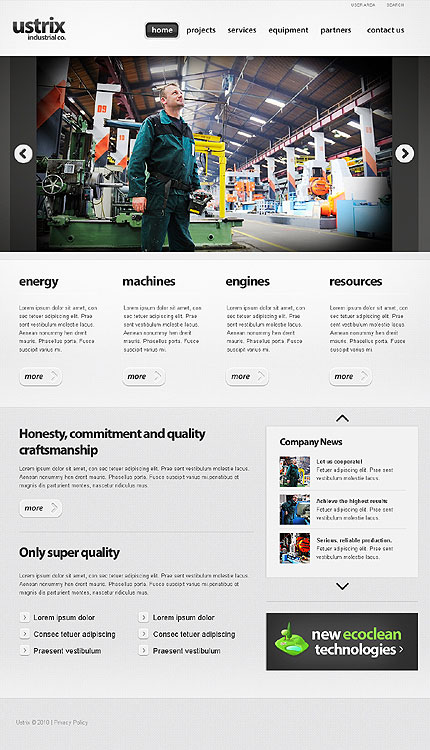 USER AREA SEARCH
ustrix
industrial co.
home projects services equipment partners contact us
energy machines engines resources
Lorem ipsum dolor sit amet, con
sec tetuer adipiscing elit. Prae
sent vestibulum molestie lacus.
Aenean nonummy hen drerit
mauris. Phasellus porta. Fusce
suscipit varius mi.
Lorem ipsum dolor sit amet, con
sec tetuer adipiscing elit. Prae
sent vestibulum molestie lacus.
Aenean nonummy hen drerit
mauris. Phasellus porta. Fusce
suscipit varius mi.
Lorem ipsum dolor sit amet, con
sec tetuer adipiscing elit. Prae
sent vestibulum molestie lacus.
Aenean nonummy hen drerit
mauris. Phasellus porta. Fusce
suscipit varius mi.
Lorem ipsum dolor sit amet, con
sec tetuer adipiscing elit. Prae
sent vestibulum molestie lacus.
Aenean nonummy hen drerit
mauris. Phasellus porta. Fusce
suscipit varius mi.
more more more more
Honesty, commitment and quality
craftsmanship
Lorem ipsum dolor sit amet, con sec tetuer adipiscing elit. Prae sent vestibulum molestie lacus.
Aenean nonummy hendrerit mauris. Phasellus porta. Fusce suscipit varius mi.penatibus et
magnis dis parturient montes, nascetur ridiculus mus.
more
Only super quality
Lorem ipsum dolor sit amet, con sec tetuer adipiscing elit. Prae sent vestibulum molestie lacus.
Aenean nonummy hendrerit mauris. Phasellus porta. Fusce suscipit varius mi.penatibus et
magnis dis parturient montes, nascetur ridiculus mus.
Lorem ipsum dolor Lorem ipsum dolor
Consec tetuer adipiscing Consec tetuer adipiscing
Praesent vestibulum Praesent vestibulum
Company News
Let us cooperate!
Tetuer adipiscing elit. Prae sent
vestibulum molestie lacus.
Achieve the highest results
Tetuer adipiscing elit. Prae sent
vestibulum molestie lacus.
Serious, reliable production.
Tetuer adipiscing elit. Prae sent
vestibulum molestie lacus.
new ecoclean
technologies
Ustrix © 2010 | Privacy Policy